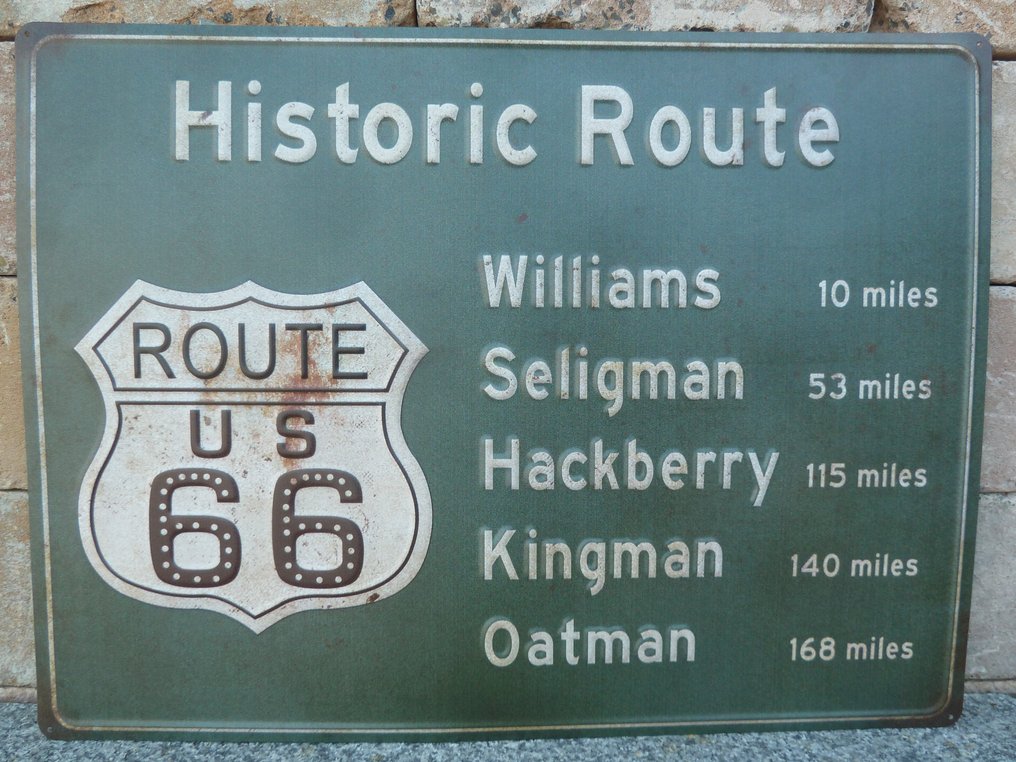 Historic Route
ROUTE
U S
66
Williams 10 miles
Seligman 53 miles
Hackberry 115 miles
Kingman 140 miles
Oatman 168 miles